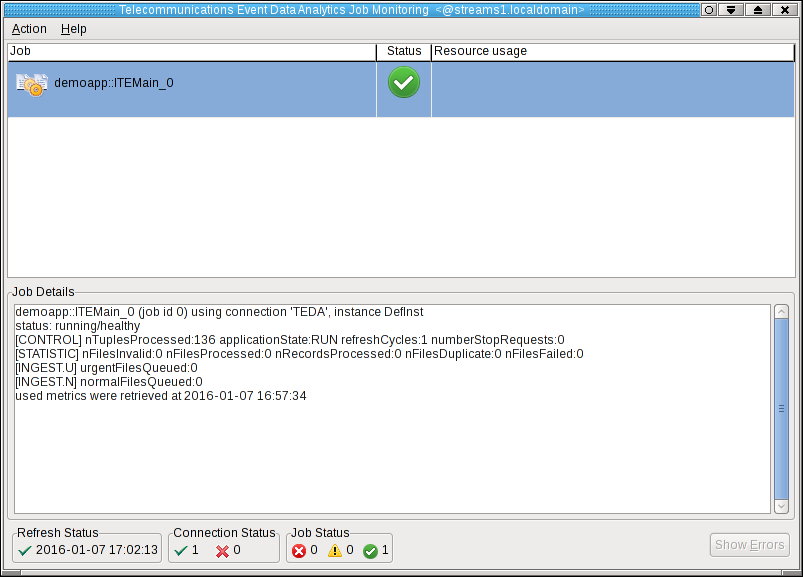 Telecommunications Event Data Analytics Job Monitoring <@streams1.localdomain>
Action Help
Job Status Resource usage
demoapp::ITEMain_0
Job Details
demoapp::ITEMain_0 (job id 0) using connection 'TEDA', instance DefInst
status: running/healthy
[CONTROL] nTuplesProcessed:136 applicationState:RUN refreshCycles:1 numberStopRequests:0
[STATISTIC] nFilesInvalid:0 nFilesProcessed:0 nRecordsProcessed:0 nFilesDuplicate:0 nFilesFailed:0
[INGEST.U] urgentFilesQueued:0
[INGEST.N] normalFilesQueued:0
used metrics were retrieved at 2016-01-07 16:57:34
Refresh Status Connection Status Job Status
2016-01-07 17:02:13 1 0 0 0 1 Show Errors